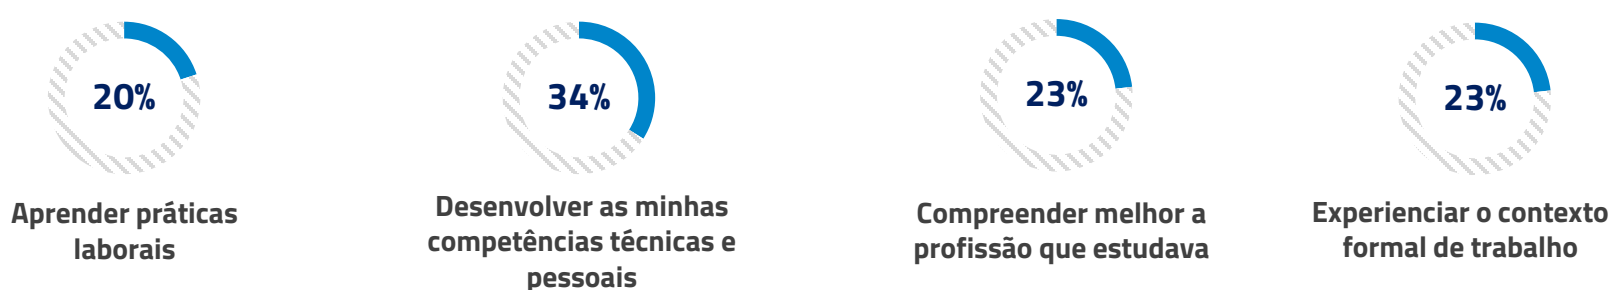 20%
Aprender práticas
laborais
34%
Desenvolver as minhas
competências técnicas e
pessoais
23%
Compreender melhor a
profissão que estudava
23%
Experienciar o contexto
formal de trabalho